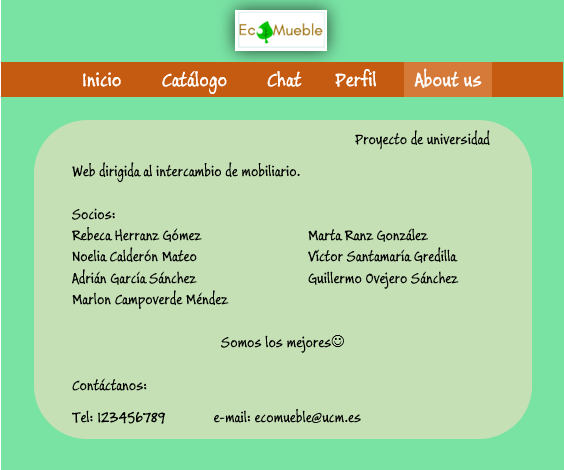 EcoMueble
Inicio Catálogo Chat Perfil About us
Proyecto de universidad
Web dirigida al intercambio de mobiliario.
Socios:
Rebeca Herranz Gómez Marta Ranz González
Noelia Calderón Mateo Víctor Santamaría Gredilla
Adrián García Sánchez Guillermo Ovejero Sánchez
Marlon Campoverde Méndez
Somos los mejores☺
Contáctanos:
Tel: 123456789 e-mail: ecomueble@ucm.es